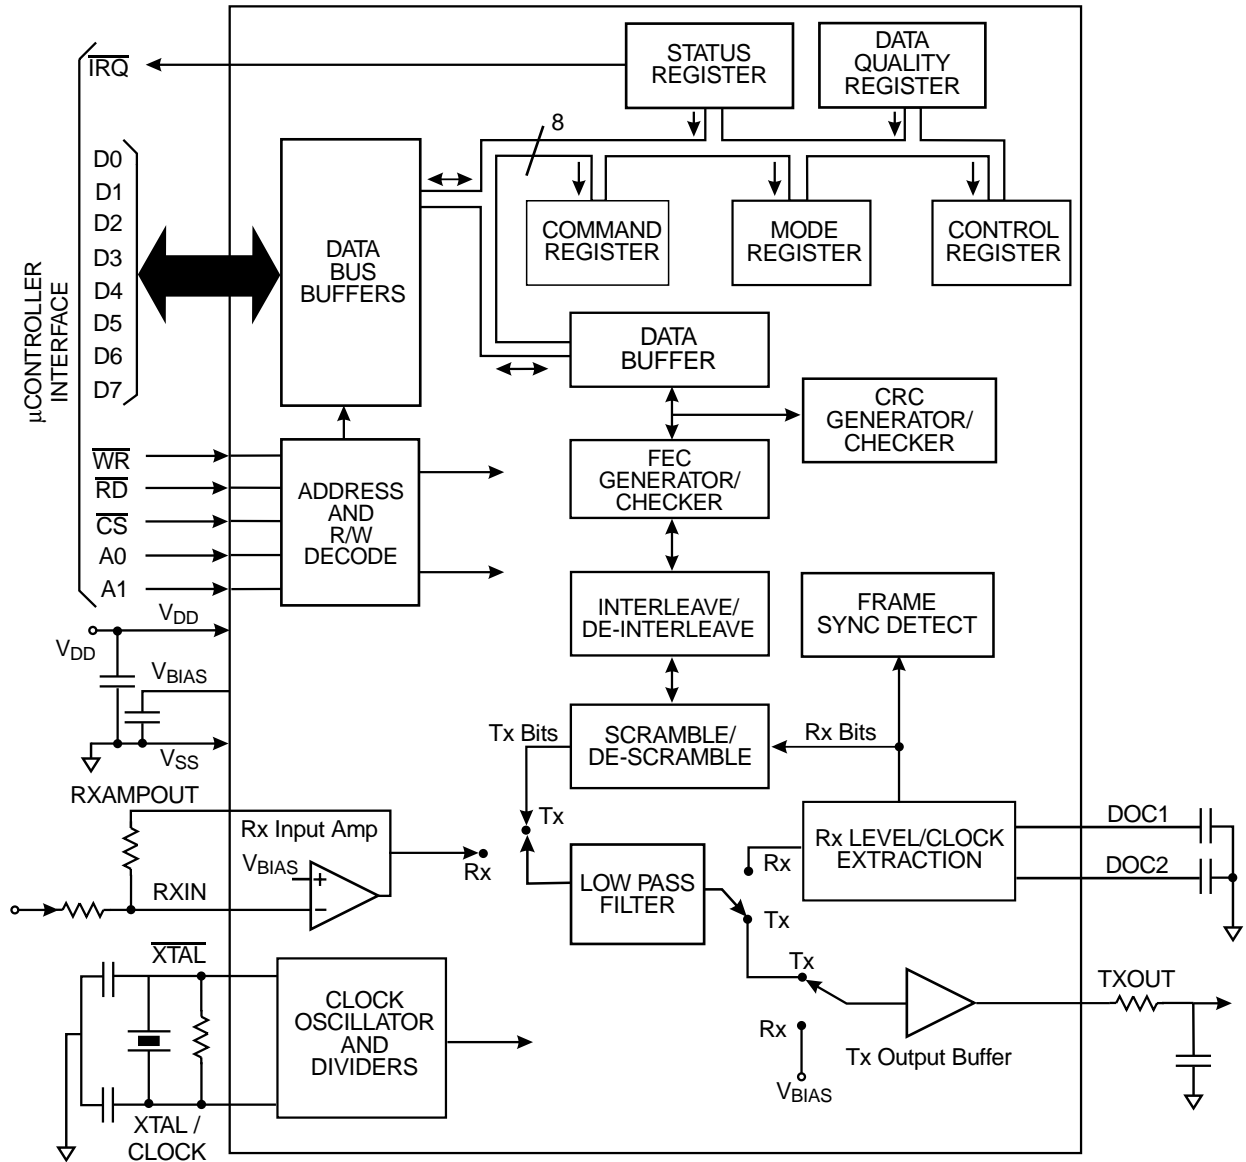 IRQ
STATUS
REGISTER
DATA
QUALITY
REGISTER
8
D0
D1
D2
D3
D4
D5
D6
D7
µCONTROLLER
INTERFACE
DATA
BUS
BUFFERS
COMMAND
REGISTER
MODE
REGISTER
CONTROL
REGISTER
DATA
BUFFER
CRC
GENERATOR/
CHECKER
WR
RD
CS
A0
A1
ADDRESS
AND
R/W
DECODE
FEC
GENERATOR/
CHECKER
INTERLEAVE/
DE-INTERLEAVE
FRAME
SYNC DETECT
VDD
VDD
VBIAS
VSS
Tx Bits
SCRAMBLE/
DE-SCRAMBLE
Rx Bits
RXAMPOUT
Rx Input Amp
VBIAS
+
−
RXIN
Rx
Tx
LOW PASS
FILTER
Rx
Tx
Rx LEVEL/CLOCK
EXTRACTION
DOC1
DOC2
XTAL
XTAL /
CLOCK
CLOCK
OSCILLATOR
AND
DIVIDERS
Tx
Rx
VBIAS
Tx Output Buffer
TXOUT